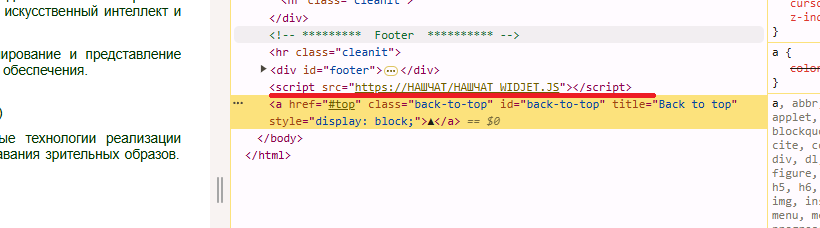 <hr class="cleanit">
искусственный интеллект и
</div>
<!-- *********  Footer  ********** -->
ирование и представление
<hr class="cleanit">
обеспечения.
▶<div id="footer">⋯</div>
<script src="https://НАШЧАТ/НАШЧАТ_WIDJET.JS"></script>
⋯ <a href="#top" class="back-to-top" id="back-to-top" title="Back to top"
style="display: block;">▲</a> == $0
)
ые технологии реализации
</body>
авания зрительных образов.
</html>
curso
z-ind
}
a {
color
}
a, abbr
applet,
blockqu
cite, c
div, dl
figure,
h5, h6,
img, in
menu, m